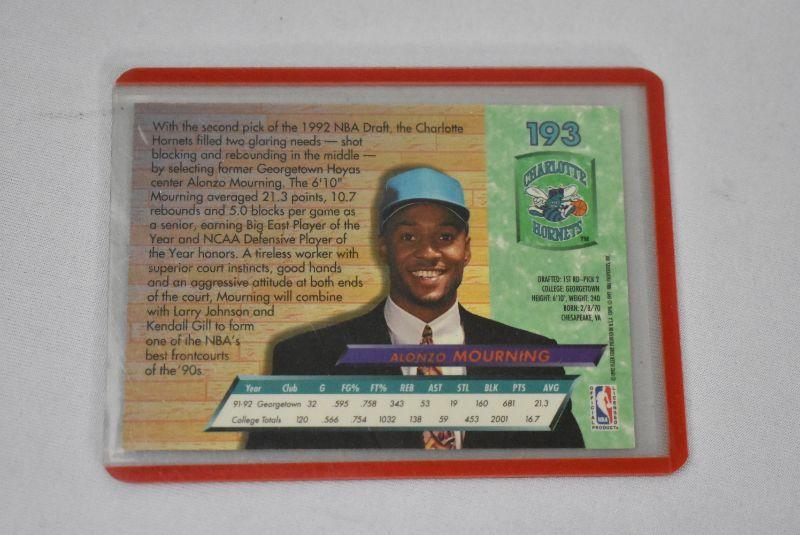 With the second pick of the 1992 NBA Draft, the Charlotte
Hornets filled two glaring needs — shot
blocking and rebounding in the middle —
by selecting former Georgetown Hoyas
center Alonzo Mourning. The 6'10"
Mourning averaged 21.3 points, 10.7
rebounds and 5.0 blocks per game as
a senior, earning Big East Player of the
Year and NCAA Defensive Player of
the Year honors. A tireless worker with
superior court instincts, good hands
and an aggressive attitude at both ends
of the court, Mourning will combine
with Larry Johnson and
Kendall Gill to form
one of the NBA's
best frontcourts
of the '90s.
193
CHARLOTTE
HORNETS
TM
DRAFTED: 1ST RD–PICK 2
COLLEGE: GEORGETOWN
HEIGHT: 6'10", WEIGHT: 240
BORN: 2/8/70
CHESAPEAKE, VA
ALONZO MOURNING
Year Club G FG% FT% REB AST STL BLK PTS AVG
91-92 Georgetown 32 .595 .758 343 53 19 160 681 21.3
College Totals 120 .566 .754 1032 138 59 453 2001 16.7
OFFICIAL LICENSED
NBA
PRODUCTS